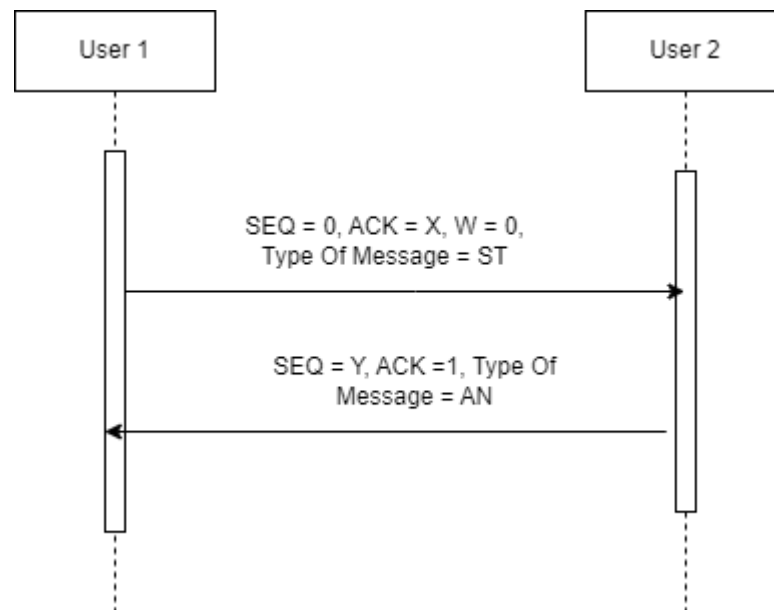 User 1
User 2
SEQ = 0, ACK = X, W = 0,
Type Of Message = ST
SEQ = Y, ACK =1, Type Of
Message = AN